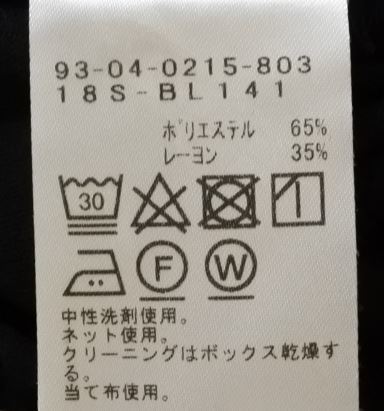 93-04-0215-803
18S-BL141
ポリエステル 65%
レーヨン 35%
30
F W
中性洗剤使用。
ネット使用。
クリーニングはボックス乾燥す
る。
当て布使用。